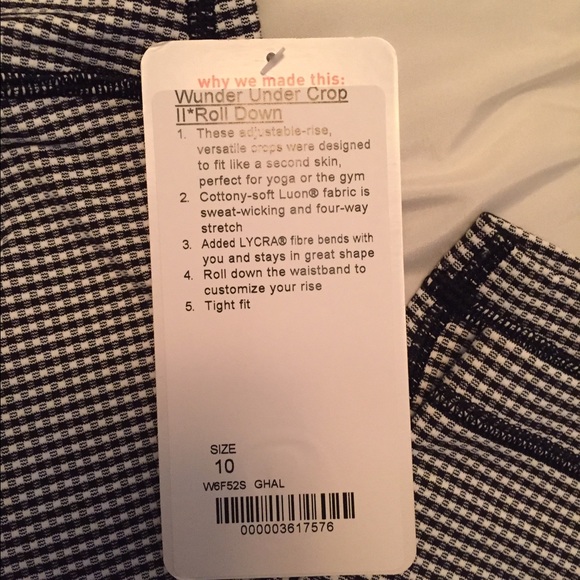 why we made this:
Wunder Under Crop
II*Roll Down
1. These adjustable-rise,
versatile crops were designed
to fit like a second skin,
perfect for yoga or the gym
2. Cottony-soft Luon® fabric is
sweat-wicking and four-way
stretch
3. Added LYCRA® fibre bends with
you and stays in great shape
4. Roll down the waistband to
customize your rise
5. Tight fit
SIZE
10
W6F52S GHAL
000003617576